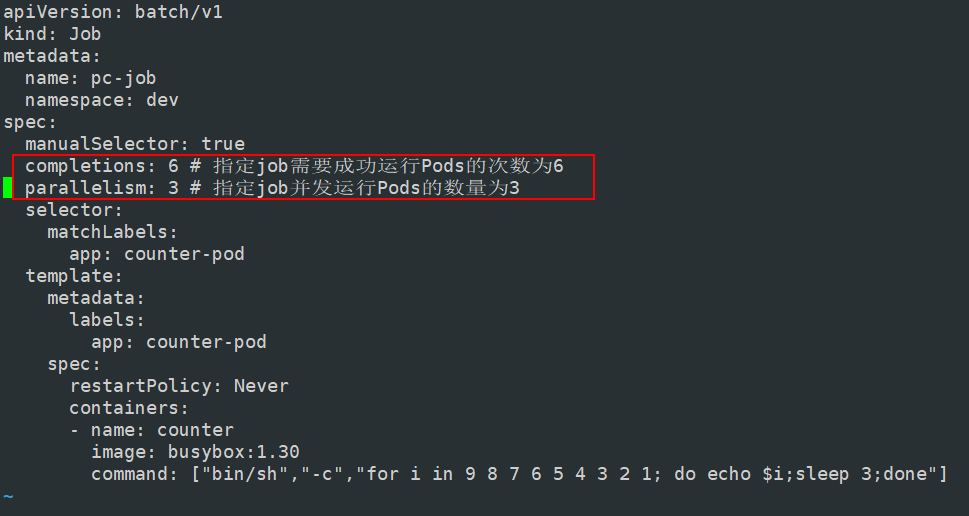 apiVersion: batch/v1
kind: Job
metadata:
  name: pc-job
  namespace: dev
spec:
  manualSelector: true
  completions: 6 # 指定job需要成功运行Pods的次数为6
  parallelism: 3 # 指定job并发运行Pods的数量为3
  selector:
    matchLabels:
      app: counter-pod
  template:
    metadata:
      labels:
        app: counter-pod
    spec:
      restartPolicy: Never
      containers:
      - name: counter
        image: busybox:1.30
        command: ["bin/sh","-c","for i in 9 8 7 6 5 4 3 2 1; do echo $i;sleep 3;done"]
~